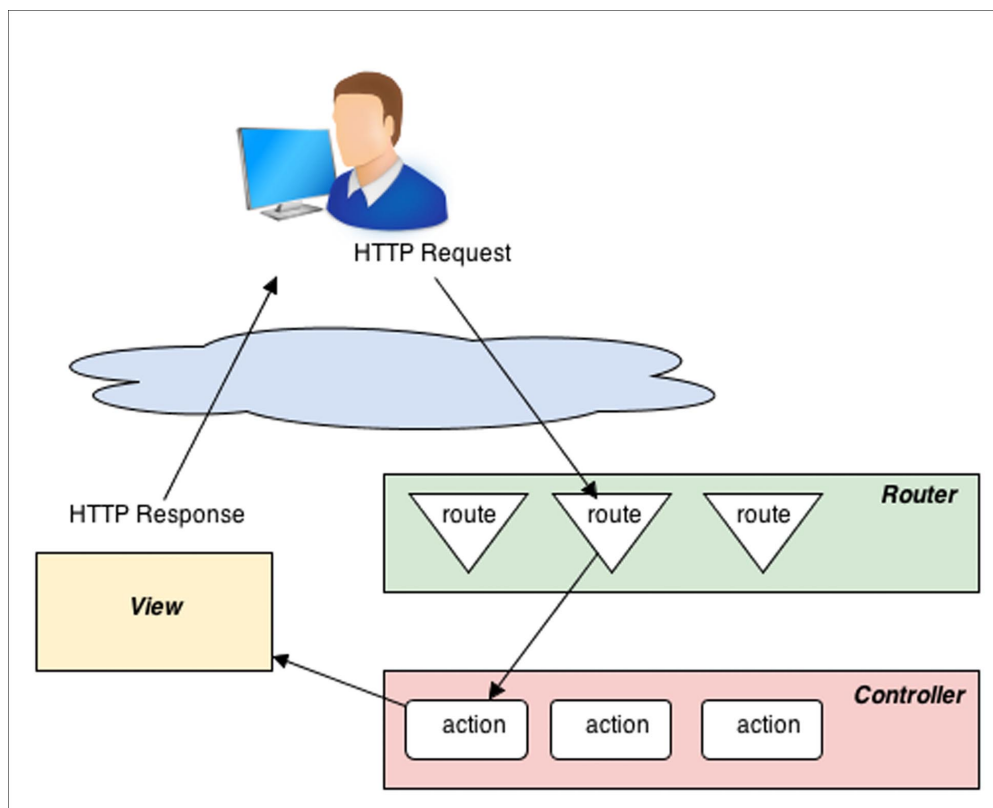 HTTP Request
HTTP Response
Router
route
route
route
View
Controller
action
action
action